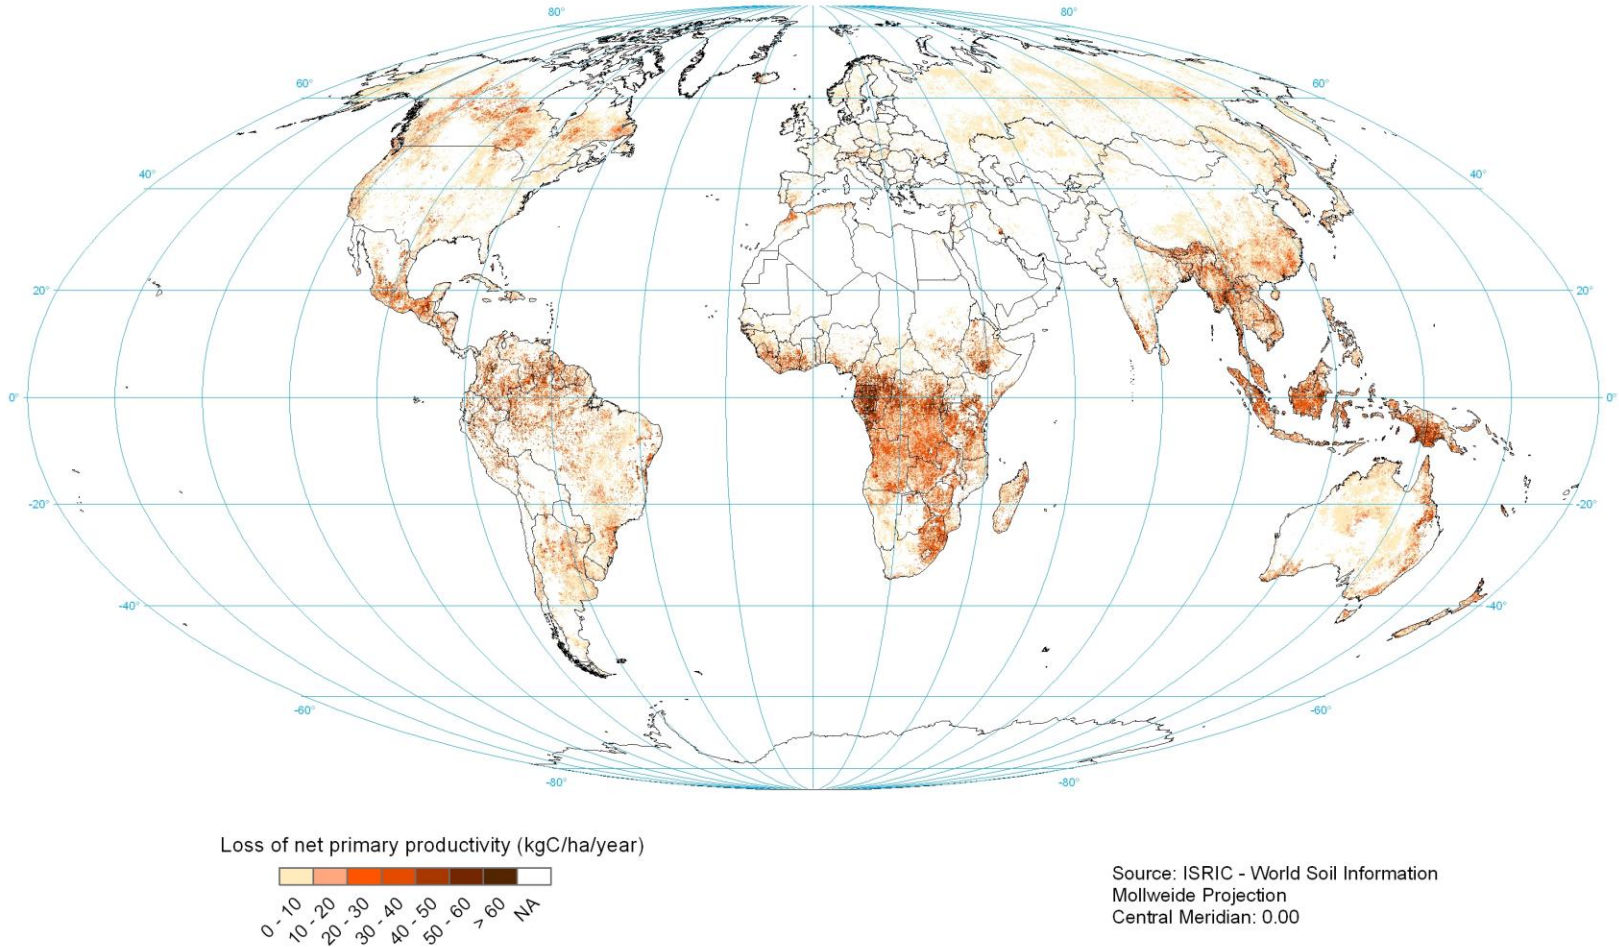 80° 80°
60° 60°
40° 40°
20° 20°
0° 0°
-20° -20°
-40° -40°
-60° -60°
-80° -80°
Loss of net primary productivity (kgC/ha/year)
0 - 10 10 - 20 20 - 30 30 - 40 40 - 50 50 - 60 > 60 NA
Source: ISRIC - World Soil Information
Mollweide Projection
Central Meridian: 0.00